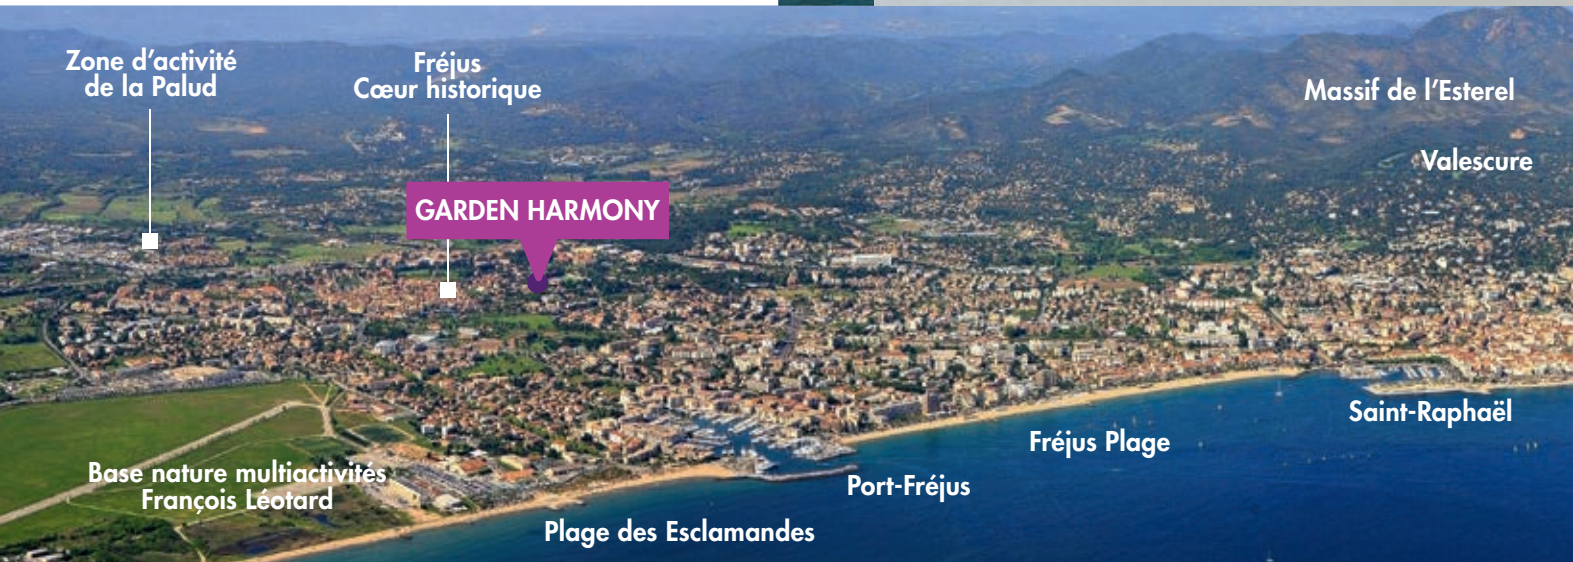 Zone d'activité
de la Palud
Fréjus
Cœur historique
Massif de l'Esterel
Valescure
GARDEN HARMONY
Saint-Raphaël
Fréjus Plage
Base nature multiactivités
François Léotard
Port-Fréjus
Plage des Esclamandes